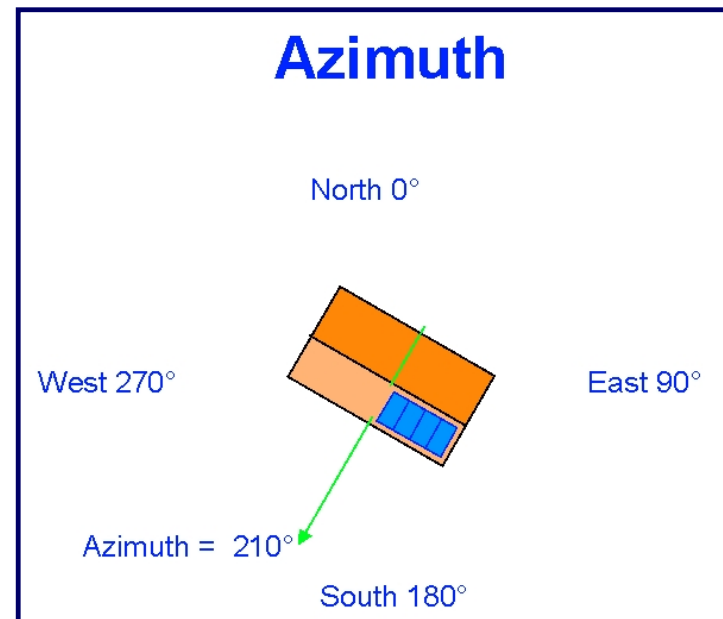 Azimuth
North 0°
West 270°
East 90°
Azimuth =  210°
South 180°